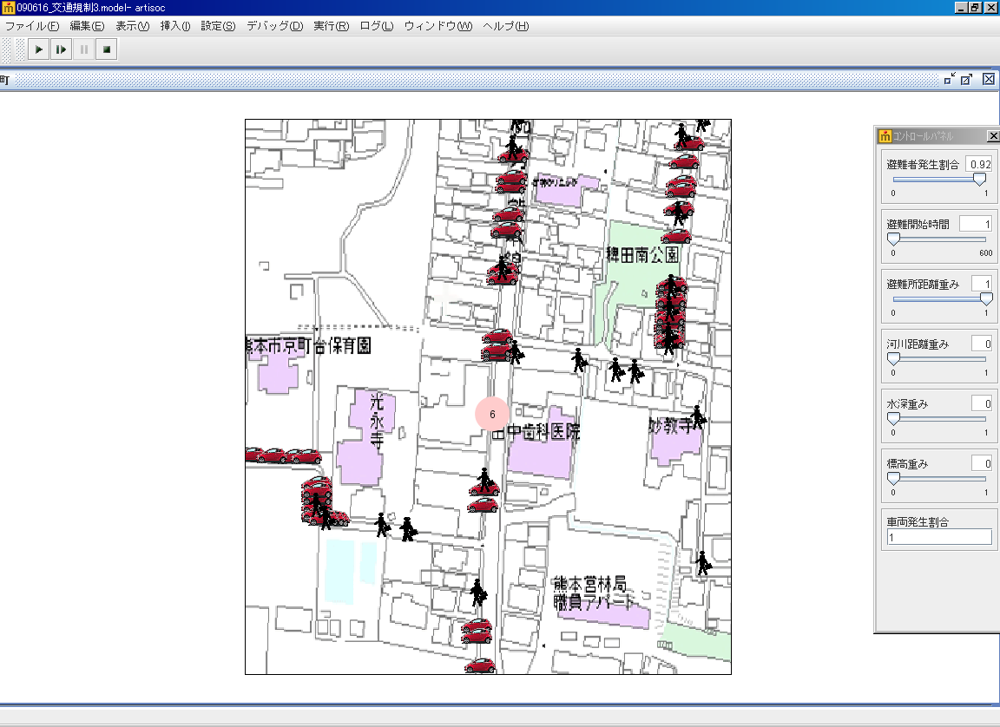 090616_交通規制3.model- artisoc
ファイル(F) 編集(E) 表示(V) 挿入(I) 設定(S) デバッグ(D) 実行(R) ログ(L) ウィンドウ(W) ヘルプ(H)
町
コントロールパネル
避難者発生割合 0.92
0 1
避難開始時間 1
0 600
避難所距離重み 1
0 1
河川距離重み 0
0 1
水深重み 0
0 1
標高重み 0
0 1
車両発生割合
1
稗田南公園
熊本市京町台保育園
光永寺
6
田中歯科医院
妙教寺
熊本営林局
職員アパート